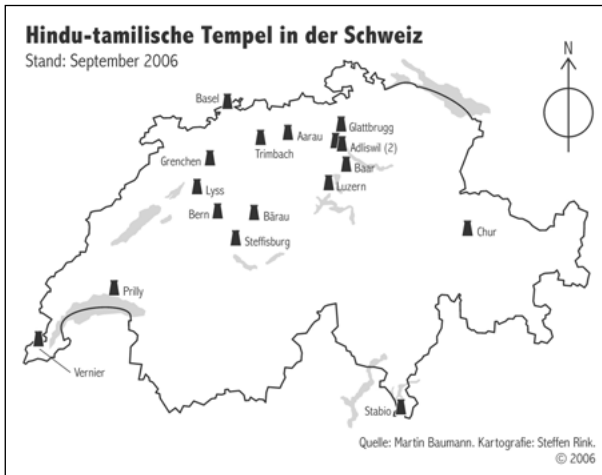 Hindu-tamilische Tempel in der Schweiz
Stand: September 2006
N
Basel
Glattbrugg
Aarau
Trimbach
Adliswil (2)
Grenchen
Baar
Lyss
Luzern
Bern
Bärau
Chur
Steffisburg
Prilly
Vernier
Stabio
Quelle: Martin Baumann. Kartografie: Steffen Rink.
© 2006